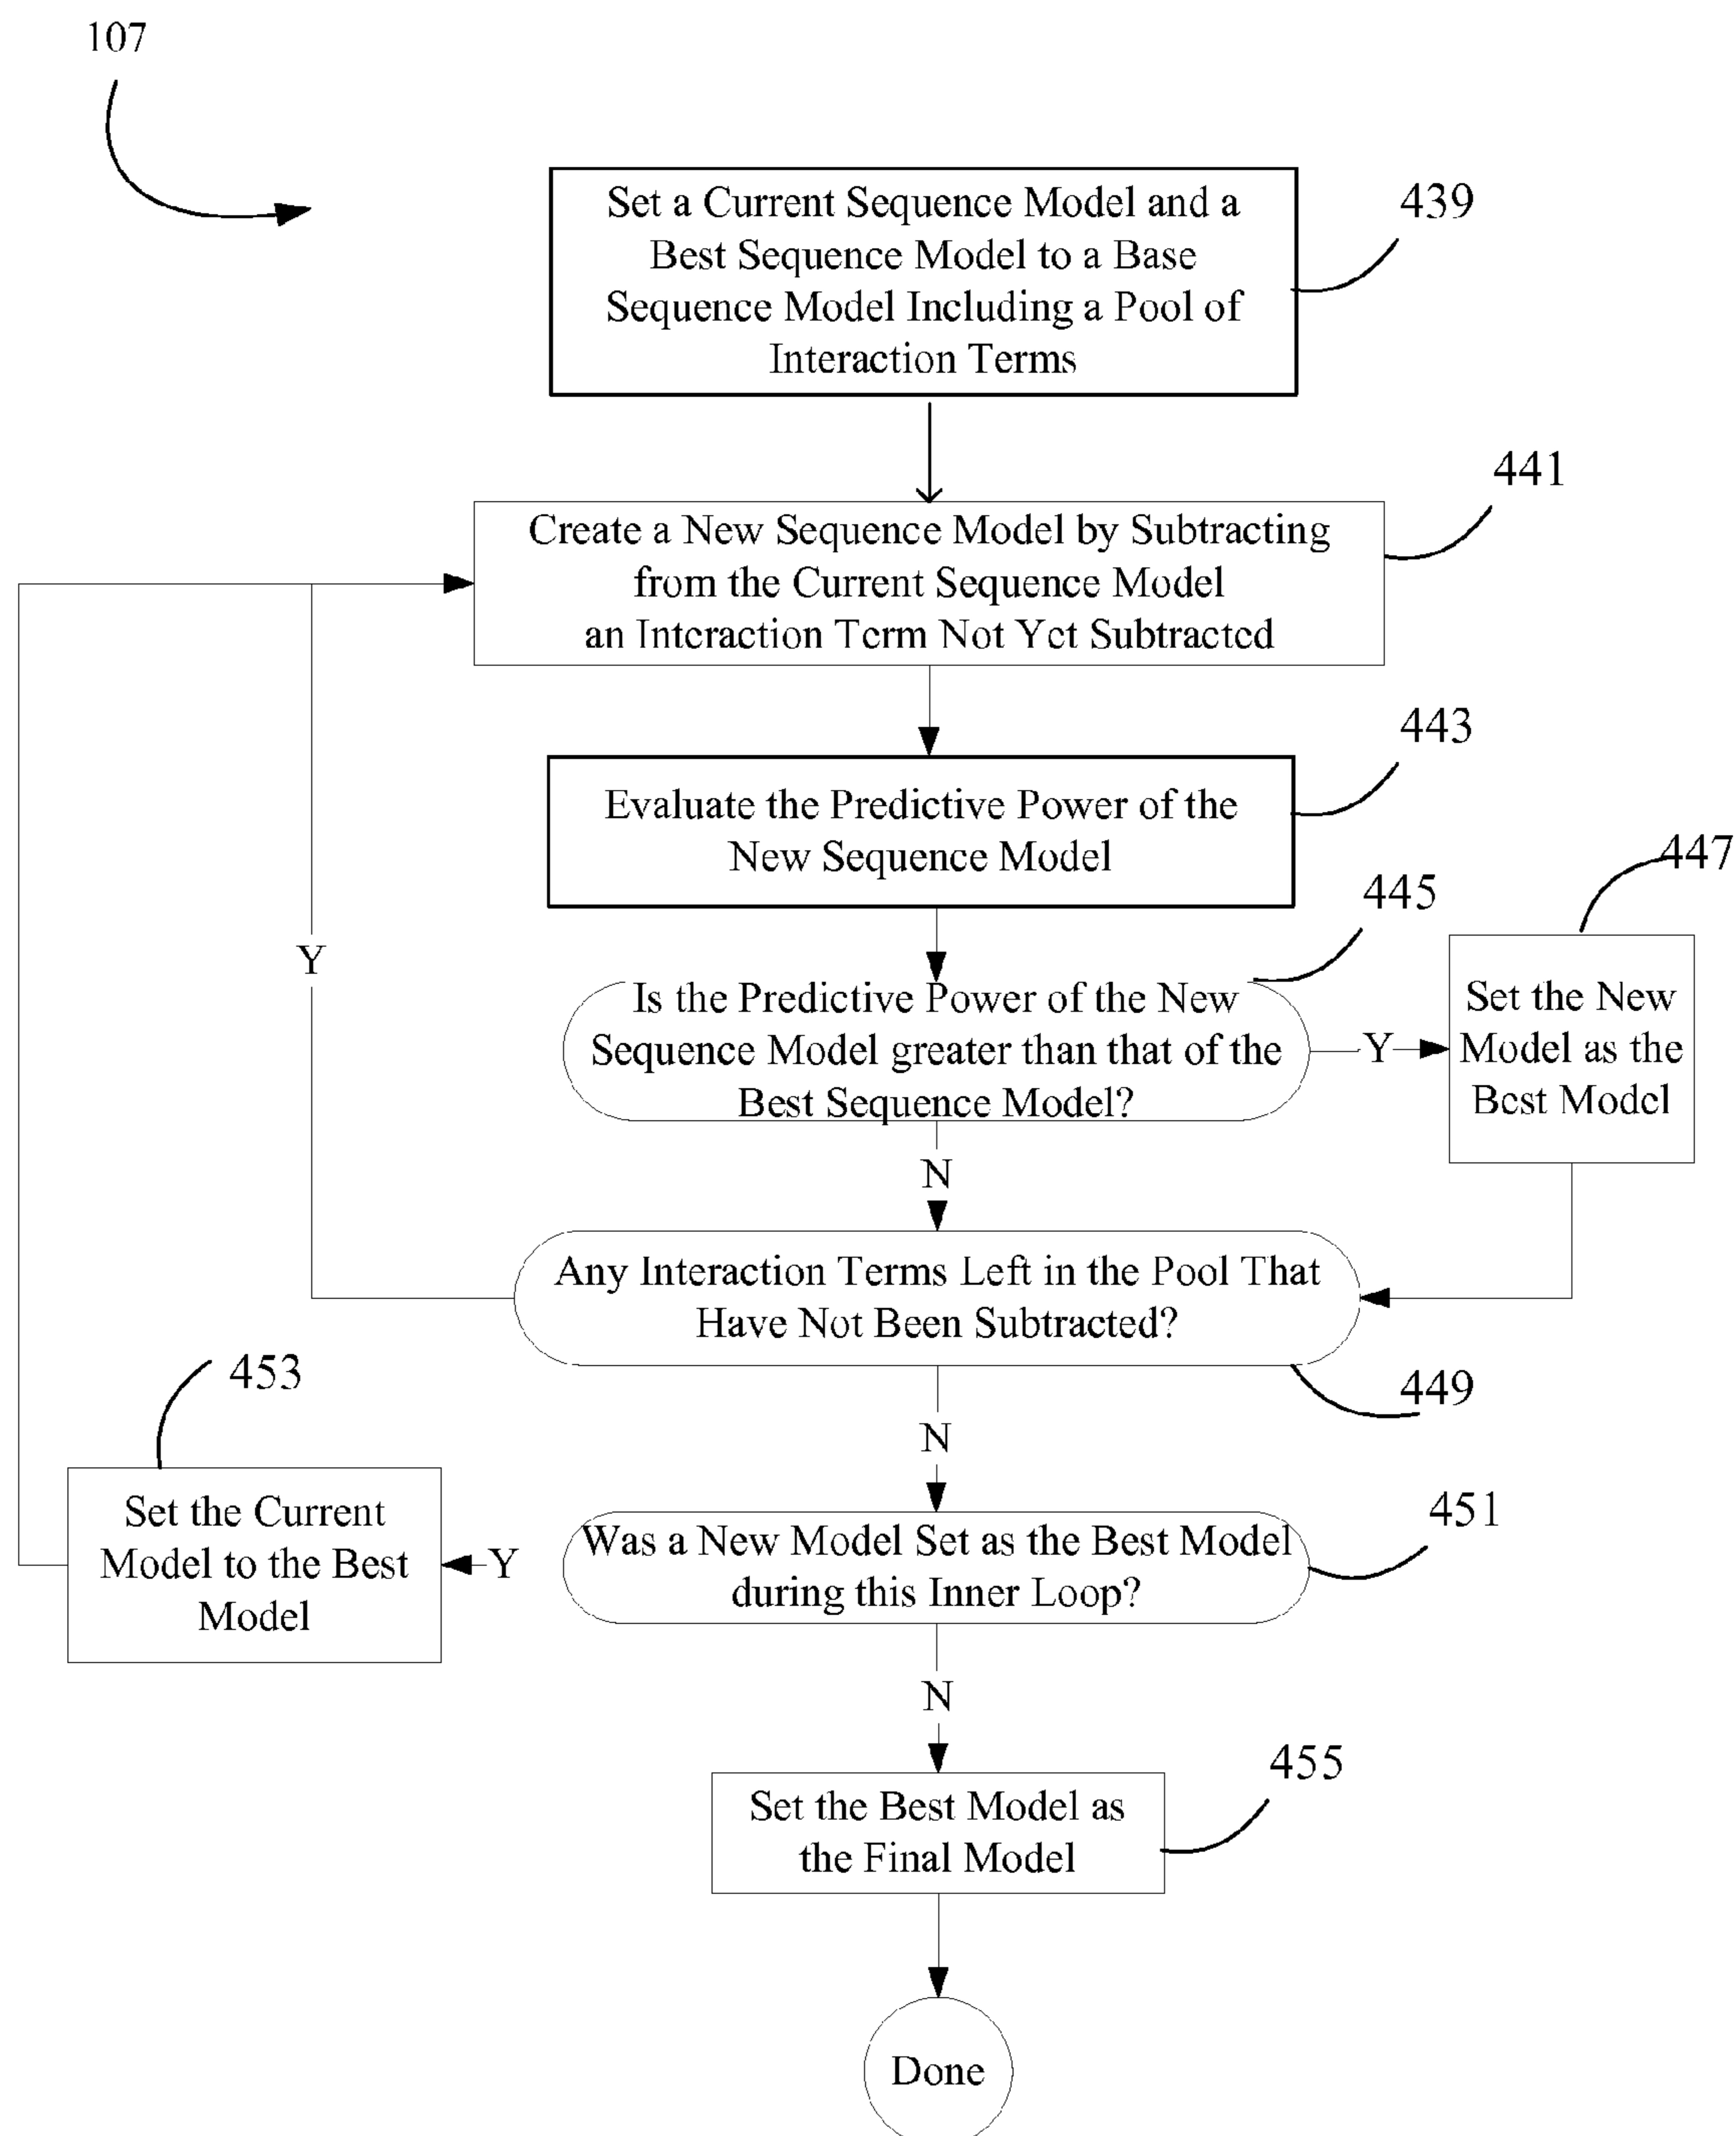 107
Set a Current Sequence Model and a
Best Sequence Model to a Base
Sequence Model Including a Pool of
Interaction Terms
439
441
Create a New Sequence Model by Subtracting
from the Current Sequence Model
an Interaction Term Not Yet Subtracted
443
Evaluate the Predictive Power of the
New Sequence Model
445
447
Is the Predictive Power of the New
Sequence Model greater than that of the
Best Sequence Model?
Y
Set the New
Model as the
Best Model
Y
N
Any Interaction Terms Left in the Pool That
Have Not Been Subtracted?
449
N
453
Set the Current
Model to the Best
Model
Y
Was a New Model Set as the Best Model
during this Inner Loop?
451
N
455
Set the Best Model as
the Final Model
Done